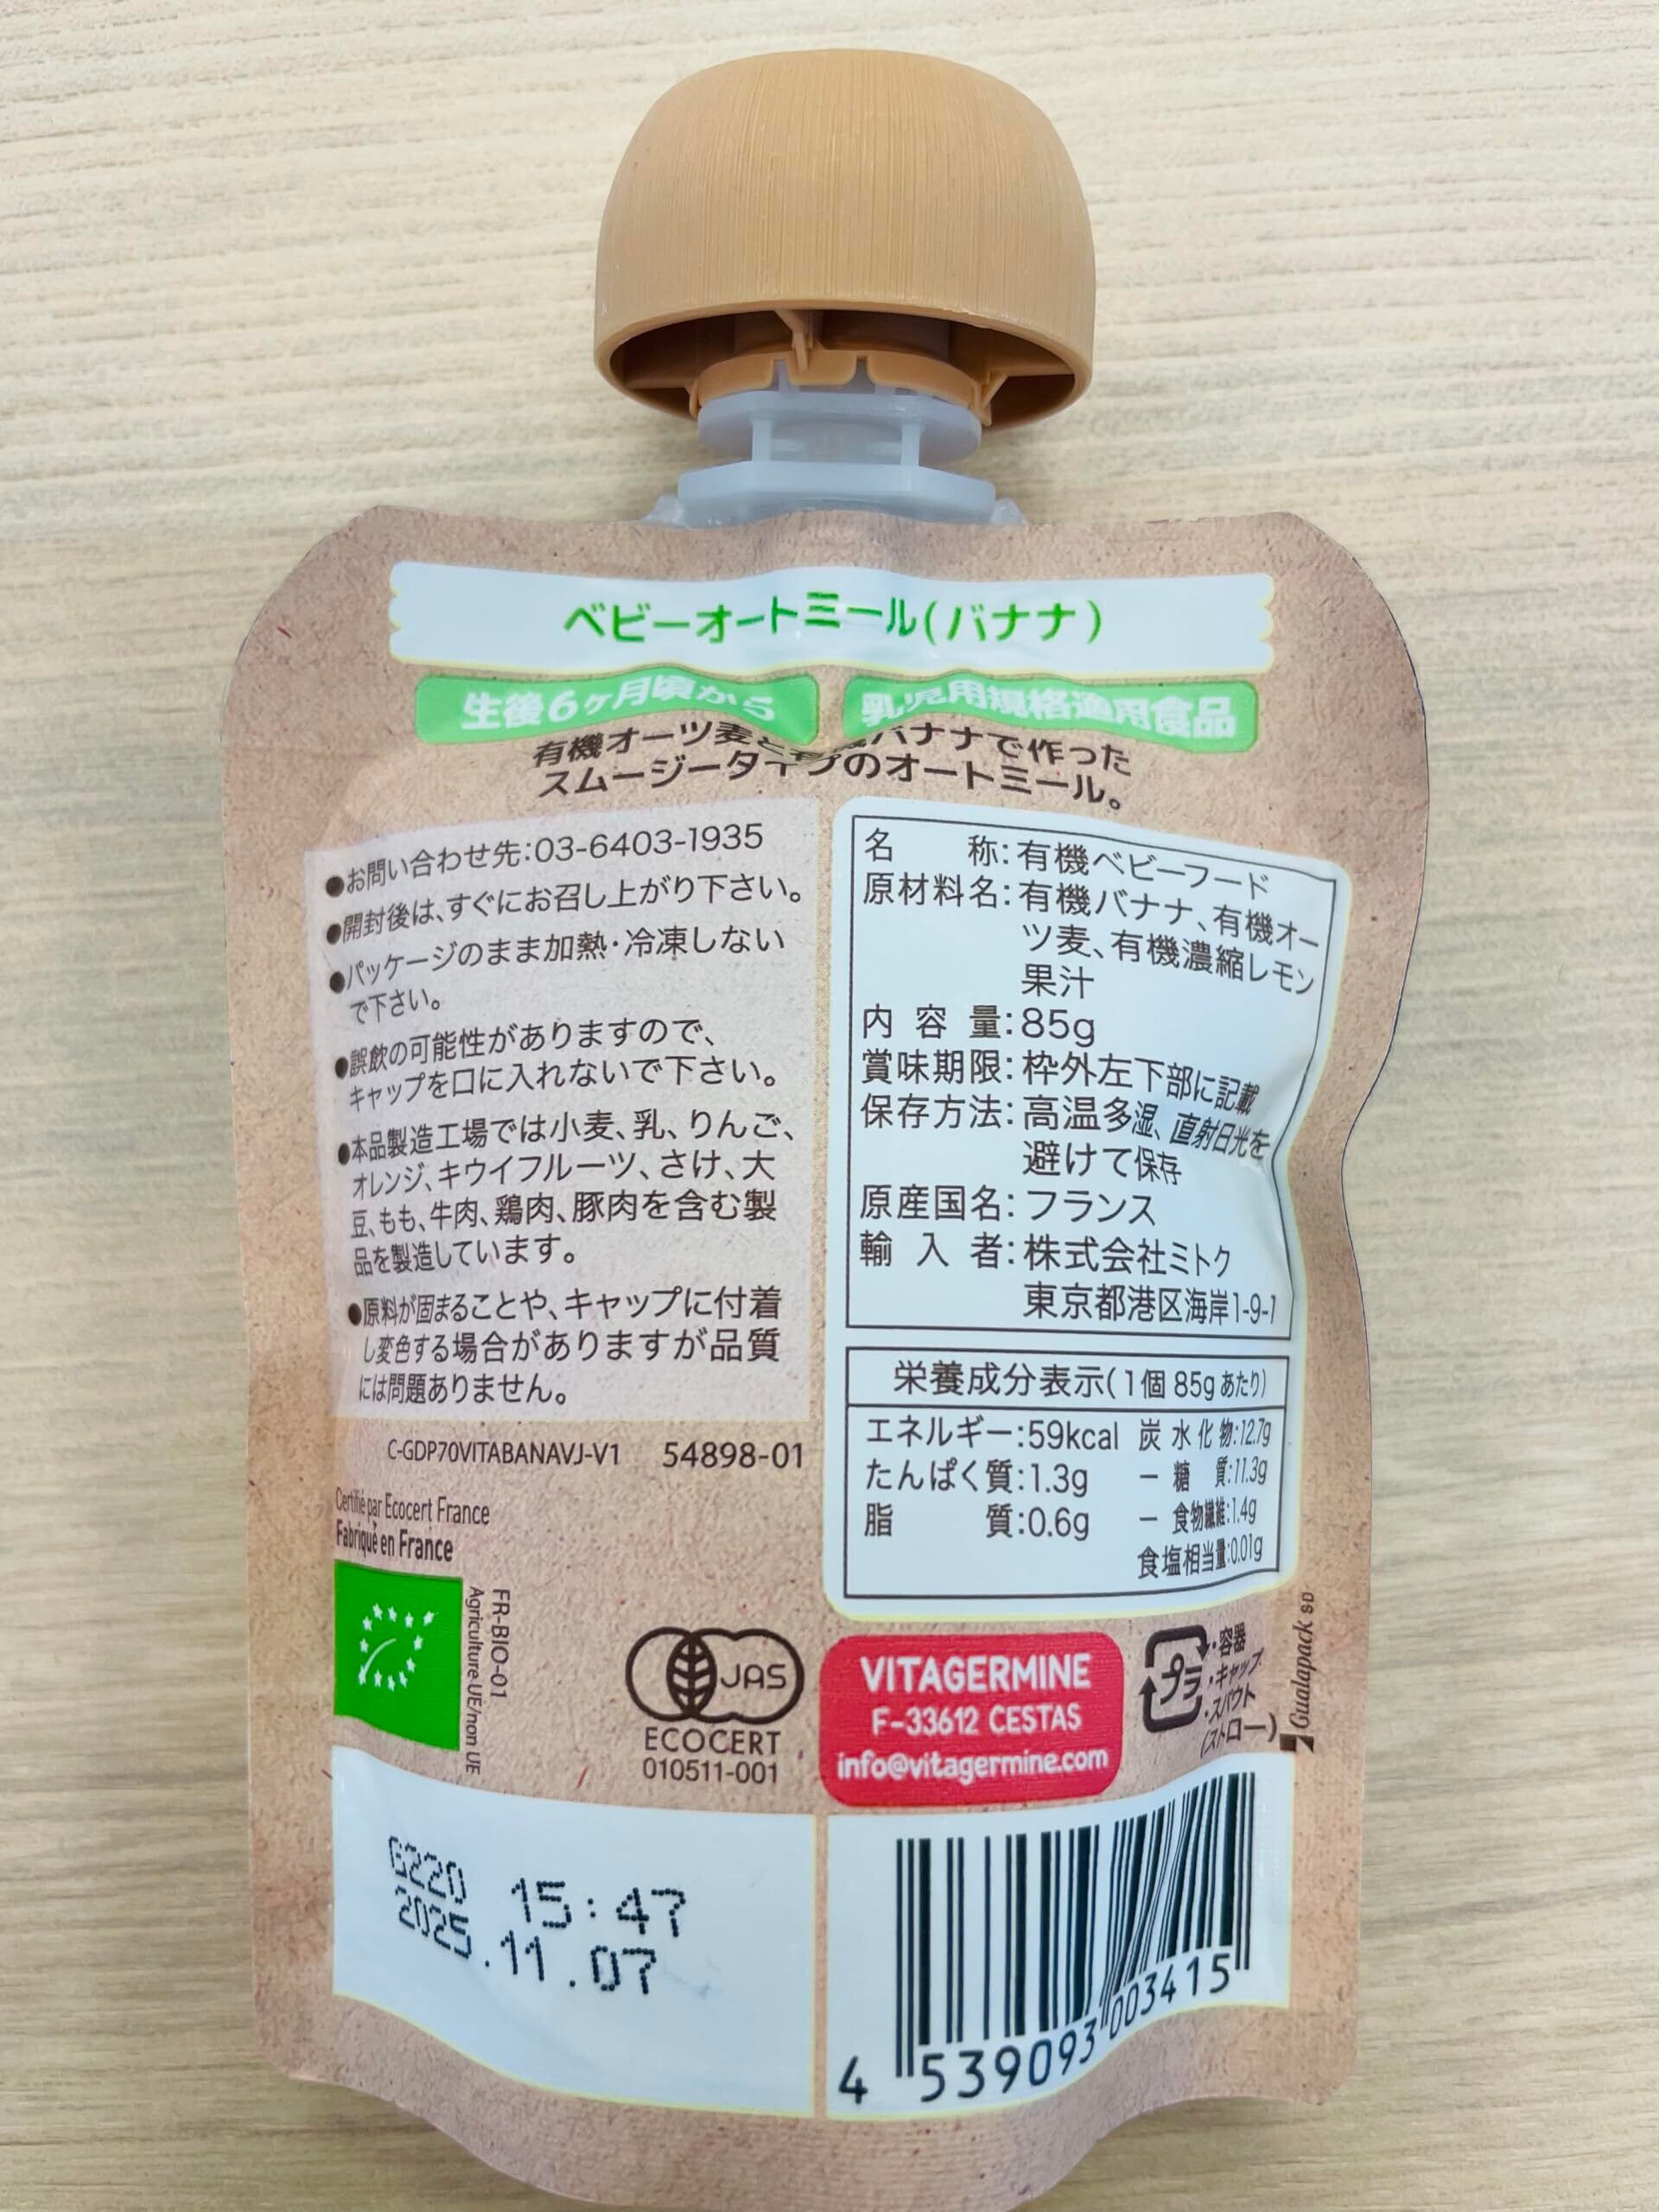 ベビーオートミール(バナナ)
生後6ヶ月頃から
乳児用規格適用食品
有機オーツ麦と有機バナナで作った
スムージータイプのオートミール。
●お問い合わせ先:03-6403-1935
●開封後は、すぐにお召し上がり下さい。
●パッケージのまま加熱・冷凍しない
で下さい。
●誤飲の可能性がありますので、
キャップを口に入れないで下さい。
●本品製造工場では小麦、乳、りんご、
オレンジ、キウイフルーツ、さけ、大
豆、もも、牛肉、鶏肉、豚肉を含む製
品を製造しています。
●原料が固まることや、キャップに付着
し変色する場合がありますが品質
には問題ありません。
C-GDP70VITABANAVJ-V1 54898-01
名称:有機ベビーフード
原材料名:有機バナナ、有機オー
ツ麦、有機濃縮レモン
果汁
内容量:85g
賞味期限:枠外左下部に記載
保存方法:高温多湿、直射日光を
避けて保存
原産国名:フランス
輸入者:株式会社ミトク
東京都港区海岸1-9-1
栄養成分表示(1個 85gあたり)
エネルギー:59kcal 炭水化物:12.7g
たんぱく質:1.3g －糖質:11.3g
脂質:0.6g －食物繊維:1.4g
食塩相当量:0.01g
Certifié par Ecocert France
Fabriqué en France
FR-BIO-01
Agriculture UE/non UE
JAS
ECOCERT
010511-001
VITAGERMINE
F-33612 CESTAS
info@vitagermine.com
プラ
・容器
・キャップ
・スパウト
(ストロー)
Gualapack SD
G220 15:47
2025.11.07
4 539093 003415